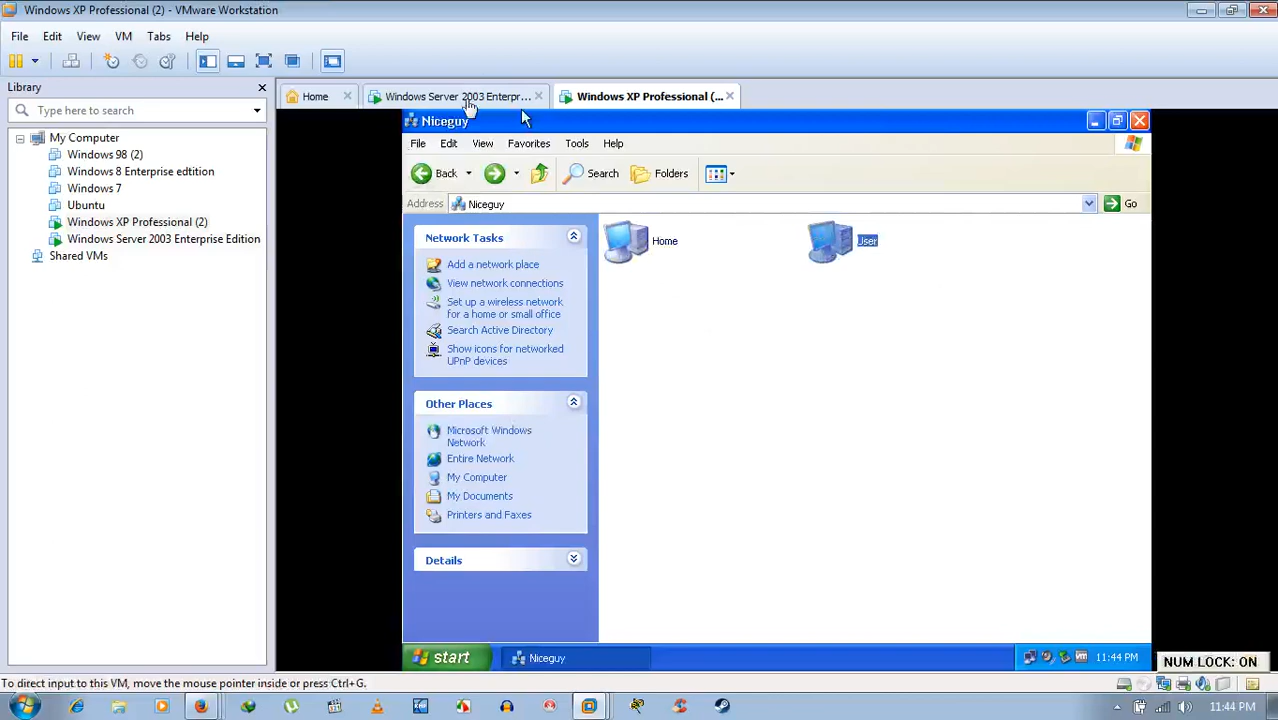 Windows XP Professional (2) - VMware Workstation
File Edit View VM Tabs Help
Library
Type here to search
My Computer
Windows 98 (2)
Windows 8 Enterprise edtition
Windows 7
Ubuntu
Windows XP Professional (2)
Windows Server 2003 Enterprise Edition
Shared VMs
Home
Windows Server 2003 Enterpr...
Windows XP Professional (...
Niceguy
File Edit View Favorites Tools Help
Back Search Folders
Address Niceguy Go
Network Tasks
Add a network place
View network connections
Set up a wireless network
for a home or small office
Search Active Directory
Show icons for networked
UPnP devices
Other Places
Microsoft Windows
Network
Entire Network
My Computer
My Documents
Printers and Faxes
Details
Home
User
start
Niceguy
11:44 PM
NUM LOCK: ON
To direct input to this VM, move the mouse pointer inside or press Ctrl+G.
11:44 PM